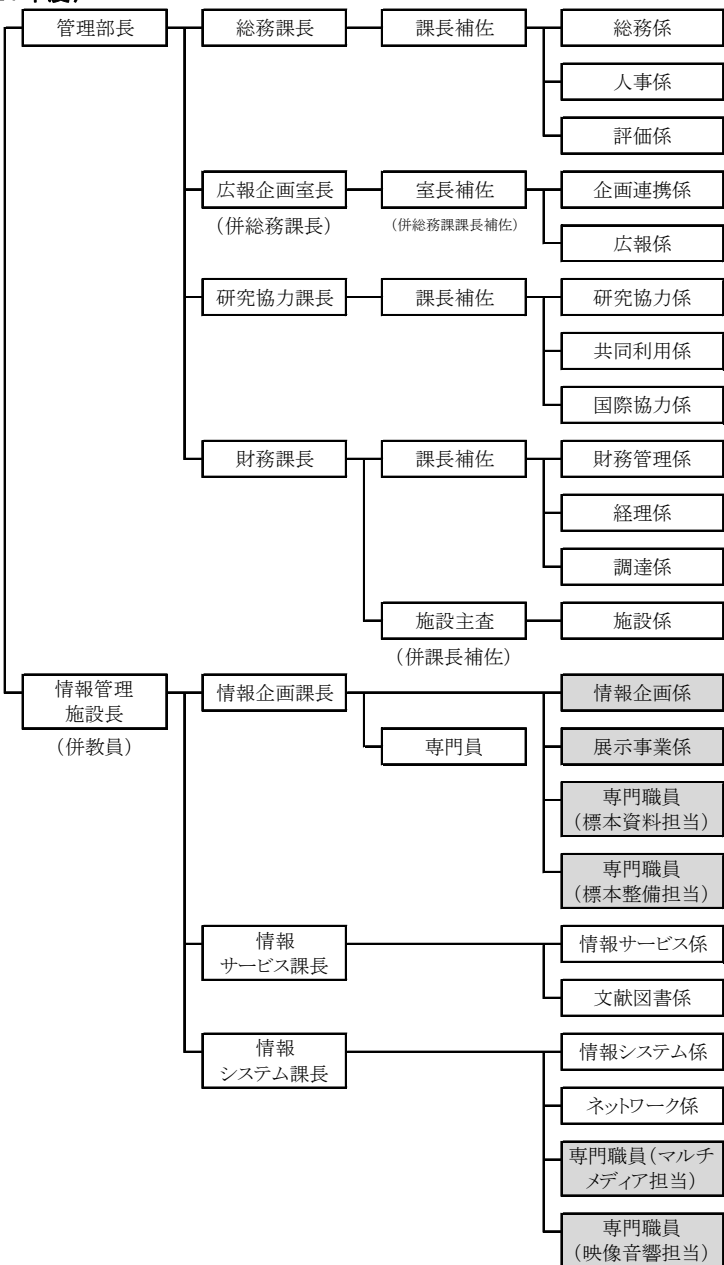 年度）
管理部長
総務課長
課長補佐
総務係
人事係
評価係
広報企画室長
室長補佐
企画連携係
（併総務課長）
（併総務課課長補佐）
広報係
研究協力課長
課長補佐
研究協力係
共同利用係
国際協力係
財務課長
課長補佐
財務管理係
経理係
調達係
施設主査
施設係
（併課長補佐）
情報管理
施設長
（併教員）
情報企画課長
情報企画係
専門員
展示事業係
専門職員
（標本資料担当）
専門職員
（標本整備担当）
情報
サービス課長
情報サービス係
文献図書係
情報
システム課長
情報システム係
ネットワーク係
専門職員（マルチ
メディア担当）
専門職員
（映像音響担当）